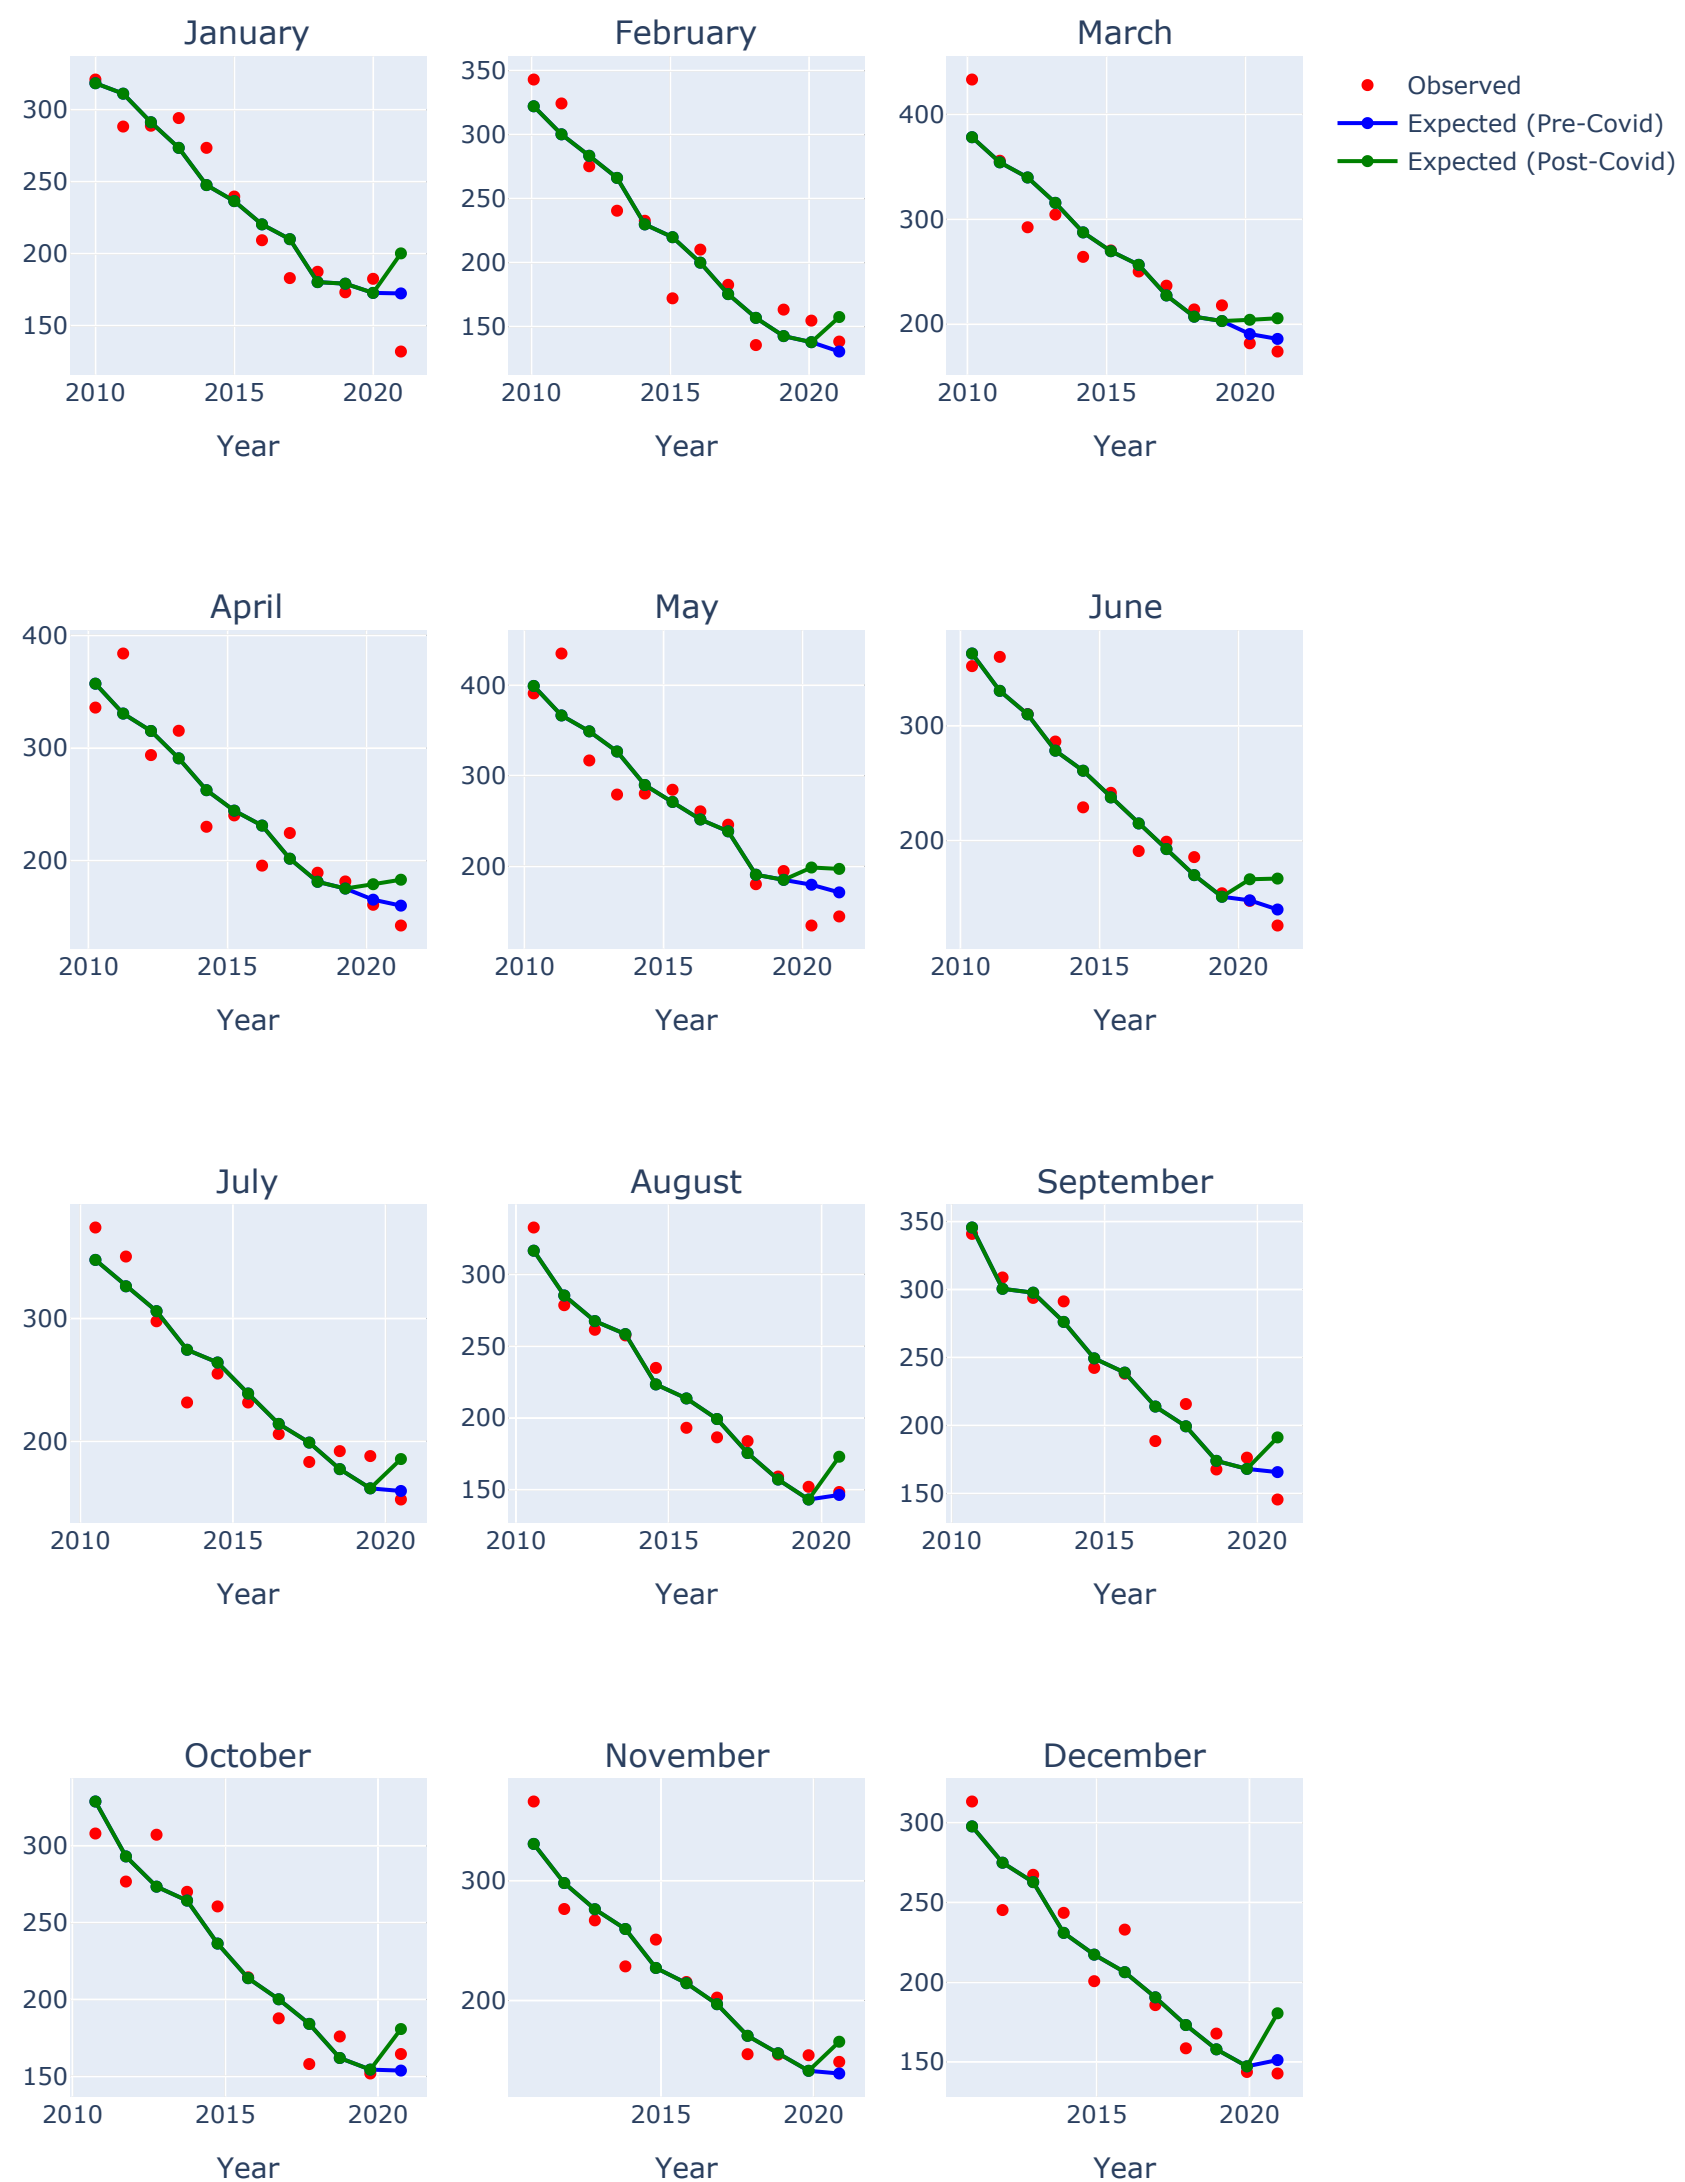 January February March
Observed
Expected (Pre-Covid)
Expected (Post-Covid)
300
250
200
150
2010 2015 2020
Year
350
300
250
200
150
2010 2015 2020
Year
400
300
200
2010 2015 2020
Year
April May June
400
300
200
2010 2015 2020
Year
400
300
200
2010 2015 2020
Year
300
200
2010 2015 2020
Year
July August September
300
200
2010 2015 2020
Year
300
250
200
150
2010 2015 2020
Year
350
300
250
200
150
2010 2015 2020
Year
October November December
300
250
200
150
2010 2015 2020
Year
300
200
2015 2020
Year
300
250
200
150
2015 2020
Year